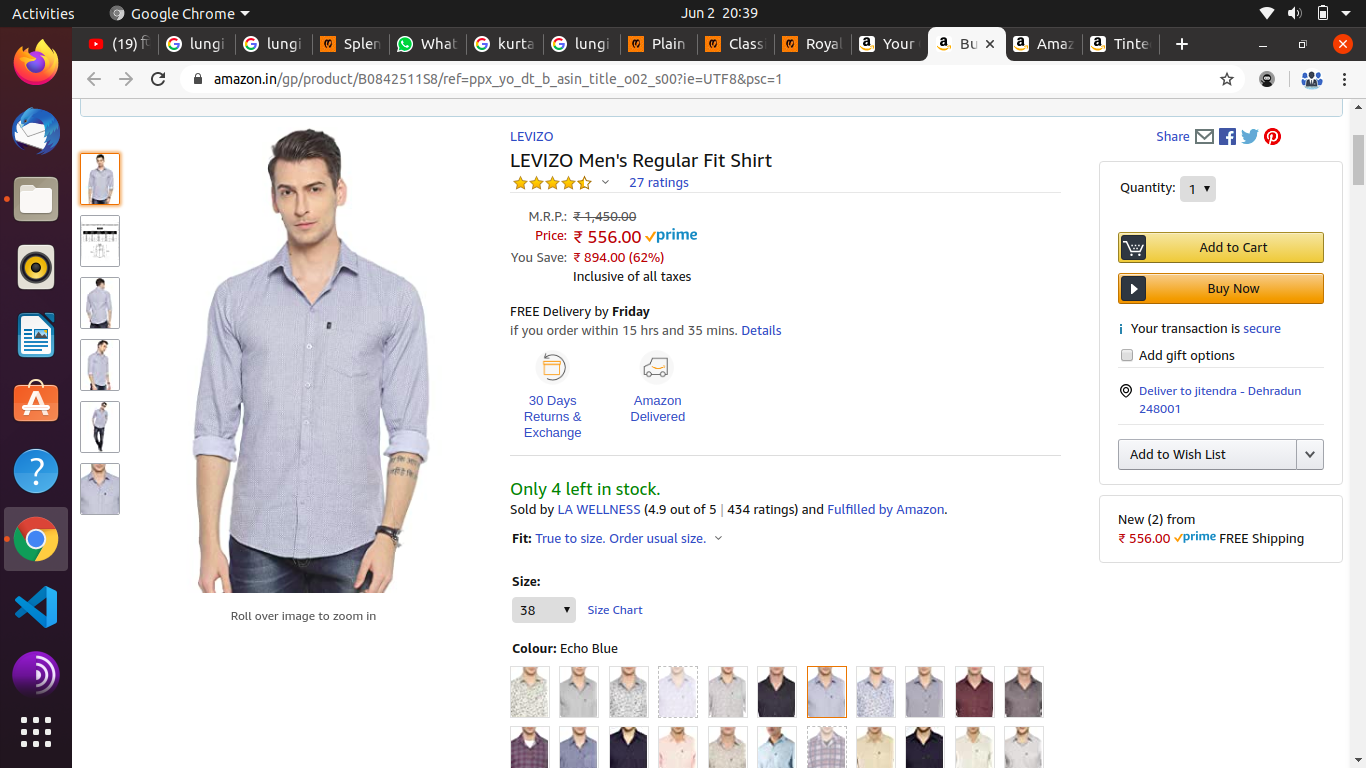 Activities
Google Chrome
Jun 2 20:39
(19)
lungi
lungi
Splen
What
kurta
lungi
Plain
Classi
Royal
Your
Bu
Amaz
Tinte
amazon.in/gp/product/B0842511S8/ref=ppx_yo_dt_b_asin_title_o02_s00?ie=UTF8&psc=1
LEVIZO
Share
LEVIZO Men's Regular Fit Shirt
27 ratings
M.R.P.: ₹ 1,450.00
Price: ₹ 556.00 prime
You Save: ₹ 894.00 (62%)
Inclusive of all taxes
FREE Delivery by Friday
if you order within 15 hrs and 35 mins. Details
30 Days
Returns &
Exchange
Amazon
Delivered
Only 4 left in stock.
Sold by LA WELLNESS (4.9 out of 5 | 434 ratings) and Fulfilled by Amazon.
Fit: True to size. Order usual size.
Size:
38
Size Chart
Colour: Echo Blue
Roll over image to zoom in
Quantity: 1
Add to Cart
Buy Now
Your transaction is secure
Add gift options
Deliver to jitendra - Dehradun
248001
Add to Wish List
New (2) from
₹ 556.00 prime FREE Shipping